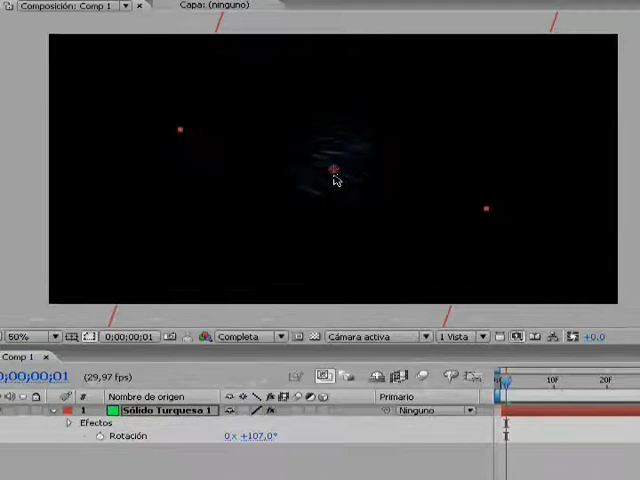 Composición: Comp 1 Capa: (ninguno)
50% 0;00;00;01 Completa Cámara activa 1 Vista +0,0
Comp 1
0;00;00;01 (29,97 fps)
# Nombre de origen Primario 10F 20F
1 Sólido Turquesa 1 Ninguno
Efectos
Rotación 0 x +107,0°